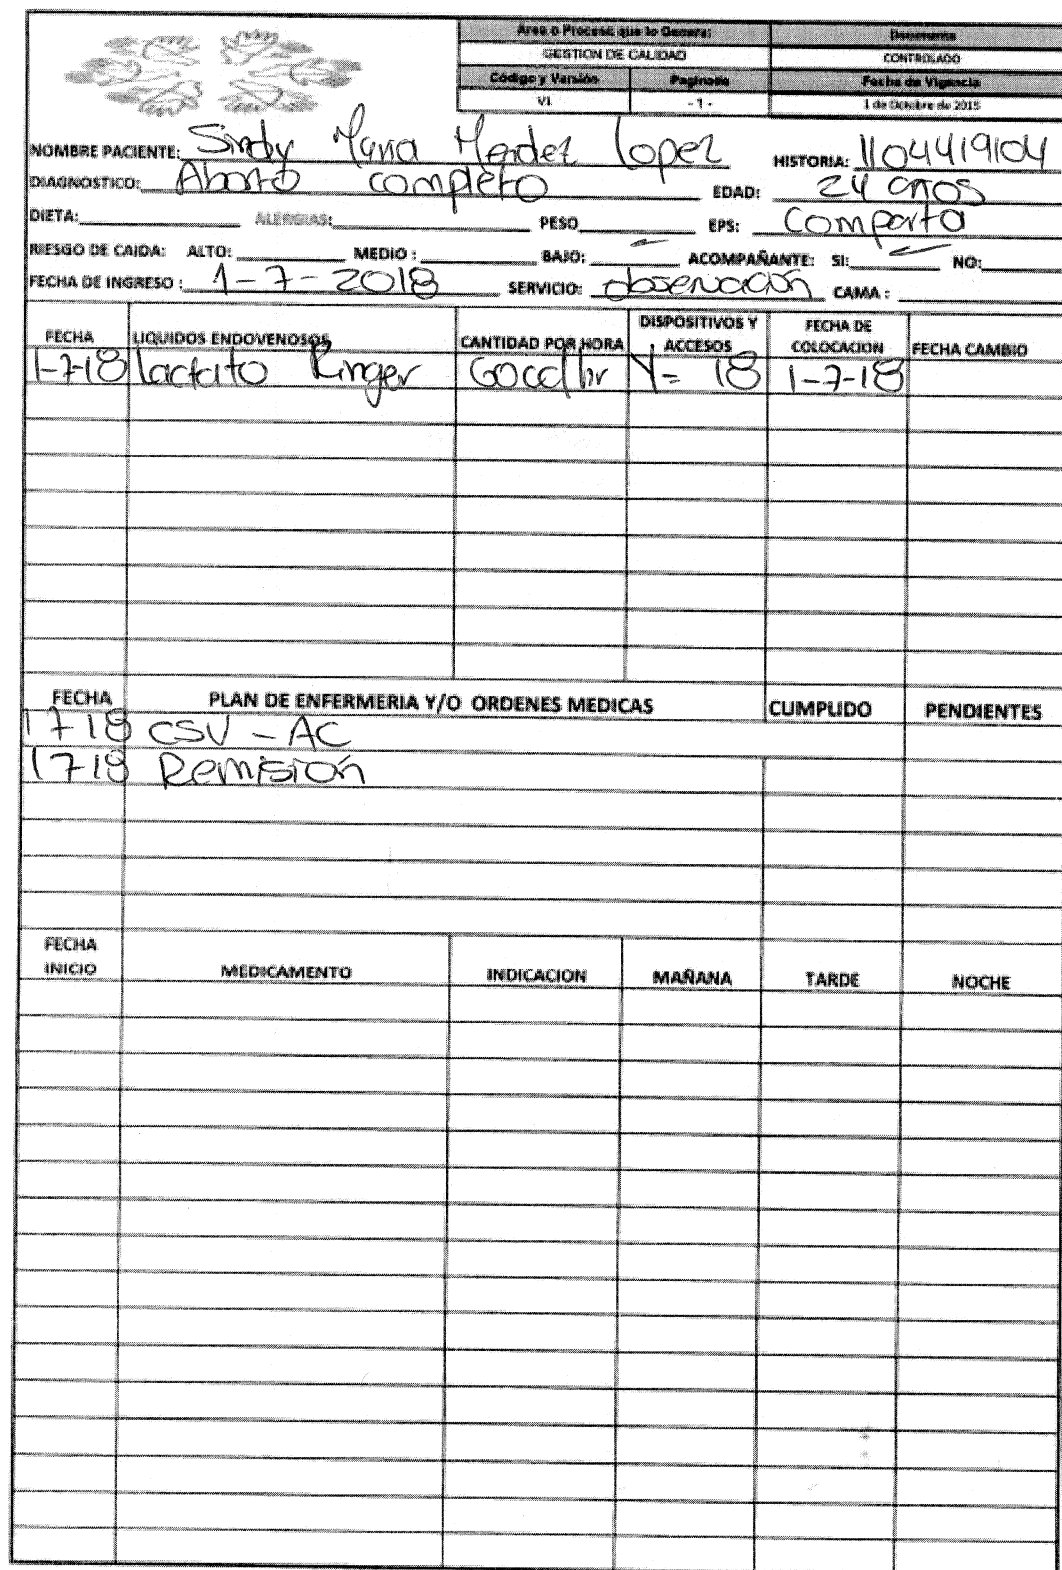 Area o Proceso que lo Genera: Documento
GESTION DE CALIDAD CONTROLADO
Código y Versión Paginado Fecha de Vigencia
V1 - 1 - 1 de Octubre de 2015
NOMBRE PACIENTE: Sindy Maria Mendez Lopez HISTORIA: 1104419104
DIAGNOSTICO: Aborto completo EDAD: 24 años
DIETA: ALERGIAS: PESO EPS: Comparta
RIESGO DE CAIDA: ALTO: MEDIO : BAJO: ACOMPAÑANTE: SI: NO:
FECHA DE INGRESO : 1-7-2018 SERVICIO: observación CAMA :
FECHA LIQUIDOS ENDOVENOSOS CANTIDAD POR HORA DISPOSITIVOS Y ACCESOS FECHA DE COLOCACION FECHA CAMBIO
1-7-18 lactato Ringer 60cc/hr Y= 18 1-7-18
FECHA PLAN DE ENFERMERIA Y/O ORDENES MEDICAS CUMPLIDO PENDIENTES
1718 CSV - AC
1718 Remisión
FECHA INICIO MEDICAMENTO INDICACION MAÑANA TARDE NOCHE